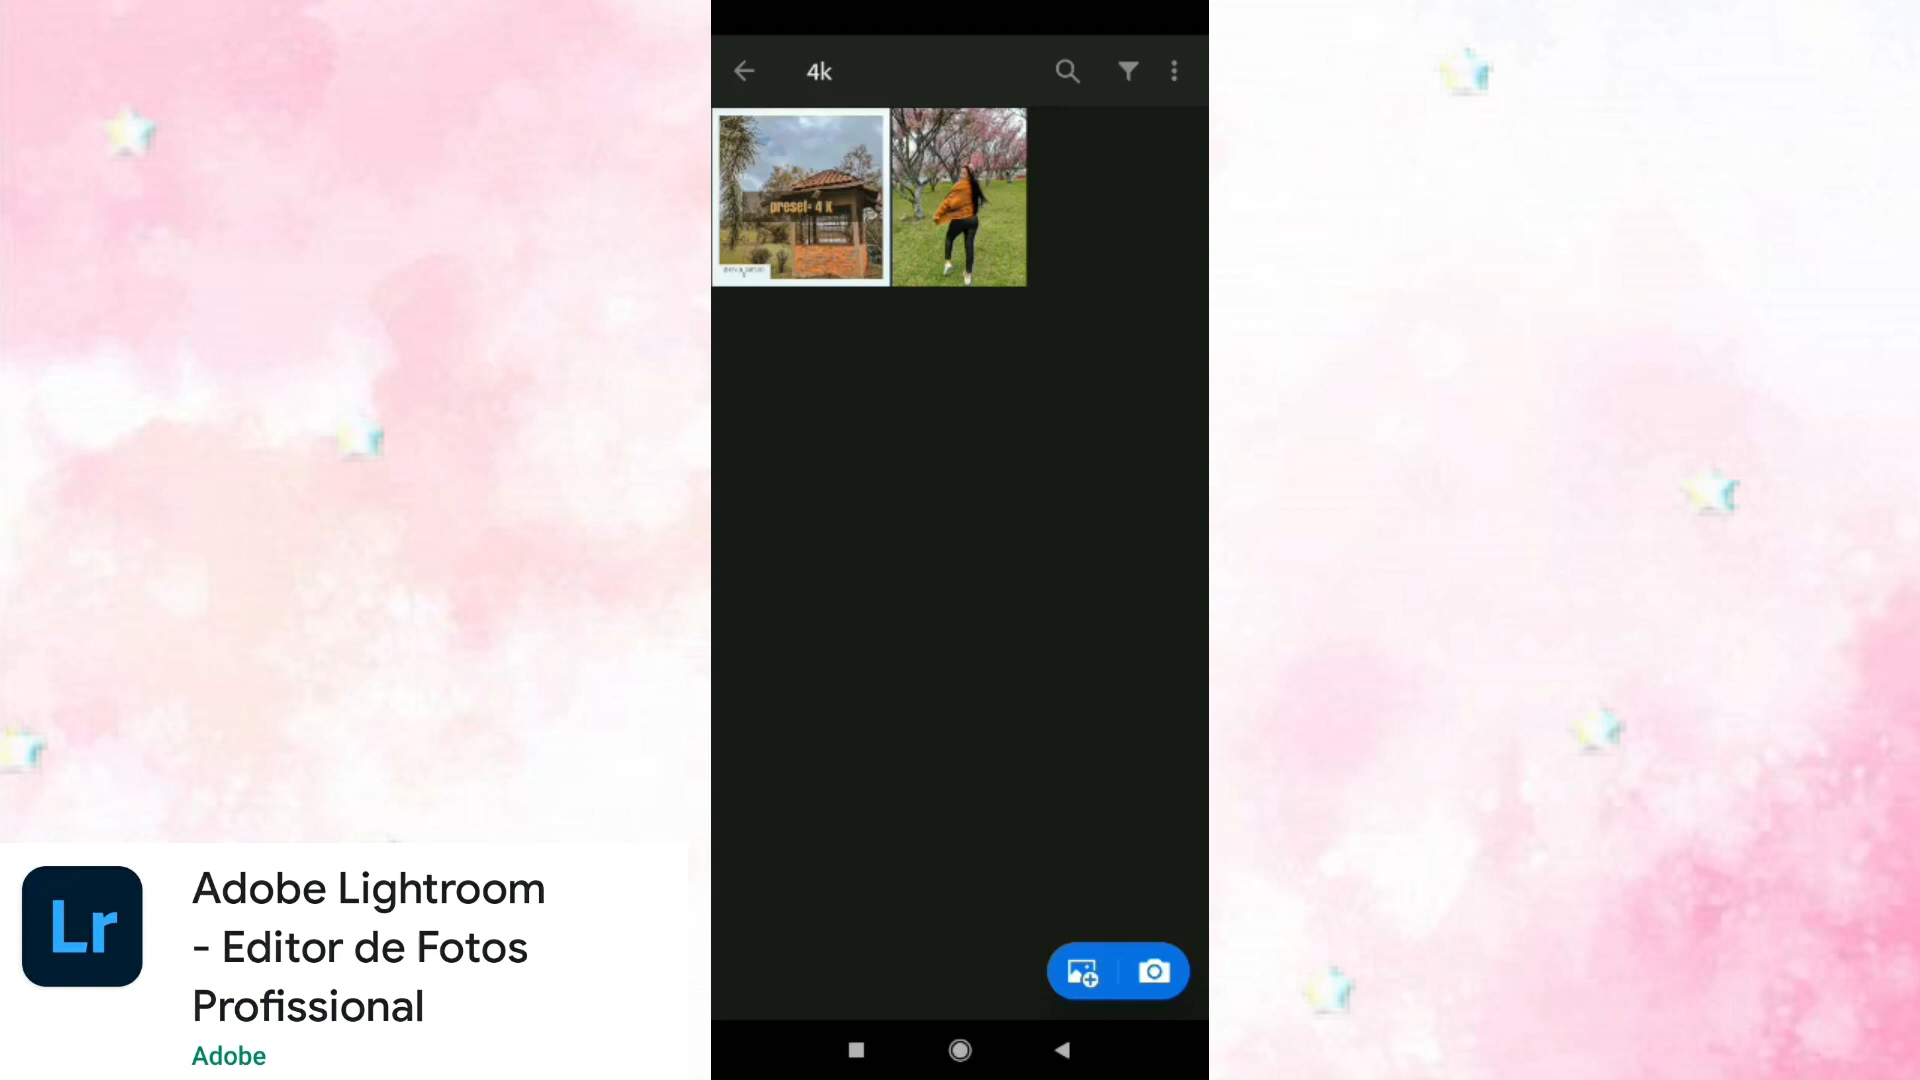 4k
preset 4 K
Lr
Adobe Lightroom
- Editor de Fotos
Profissional
Adobe